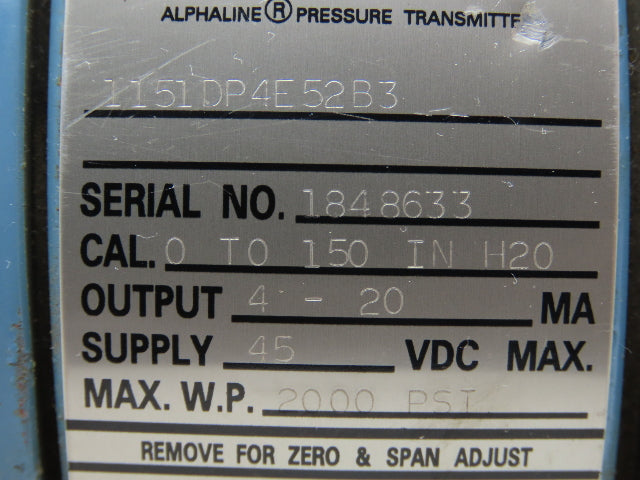 ALPHALINE® PRESSURE TRANSMITTE
1151DP4E52B3
SERIAL NO. 1848633
CAL. 0 TO 150 IN H20
OUTPUT 4 - 20 MA
SUPPLY 45 VDC MAX.
MAX. W.P. 2000 PSI
REMOVE FOR ZERO & SPAN ADJUST